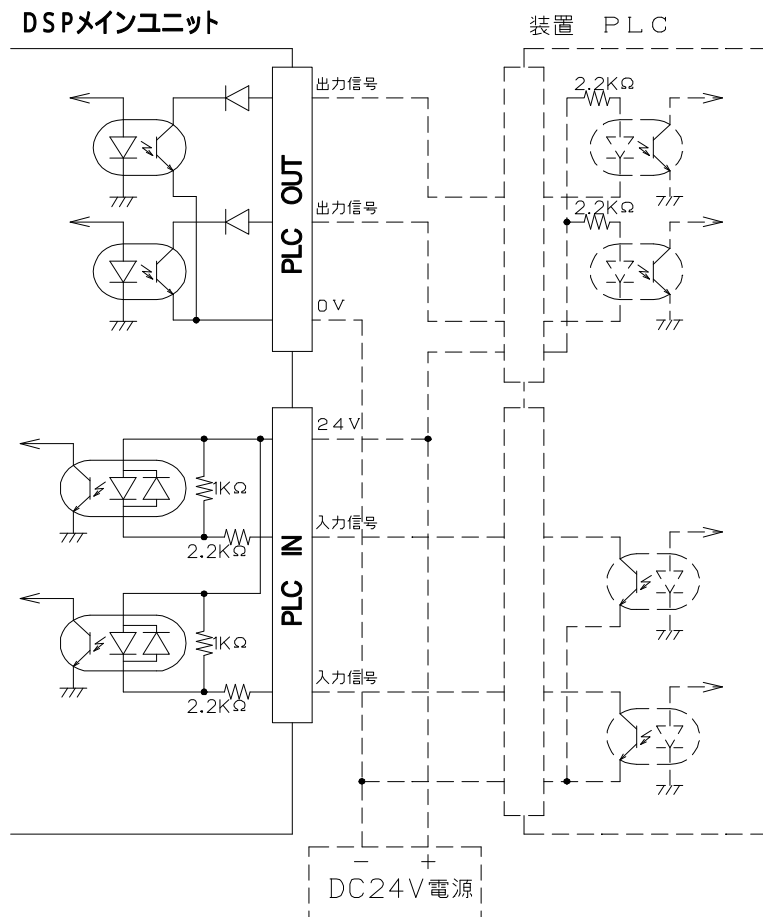 DSPメインユニット
装置 PLC
出力信号
2.2KΩ
PLC OUT
出力信号
2.2KΩ
0V
24V
1KΩ
入力信号
2.2KΩ
PLC IN
1KΩ
入力信号
2.2KΩ
- +
DC24V電源